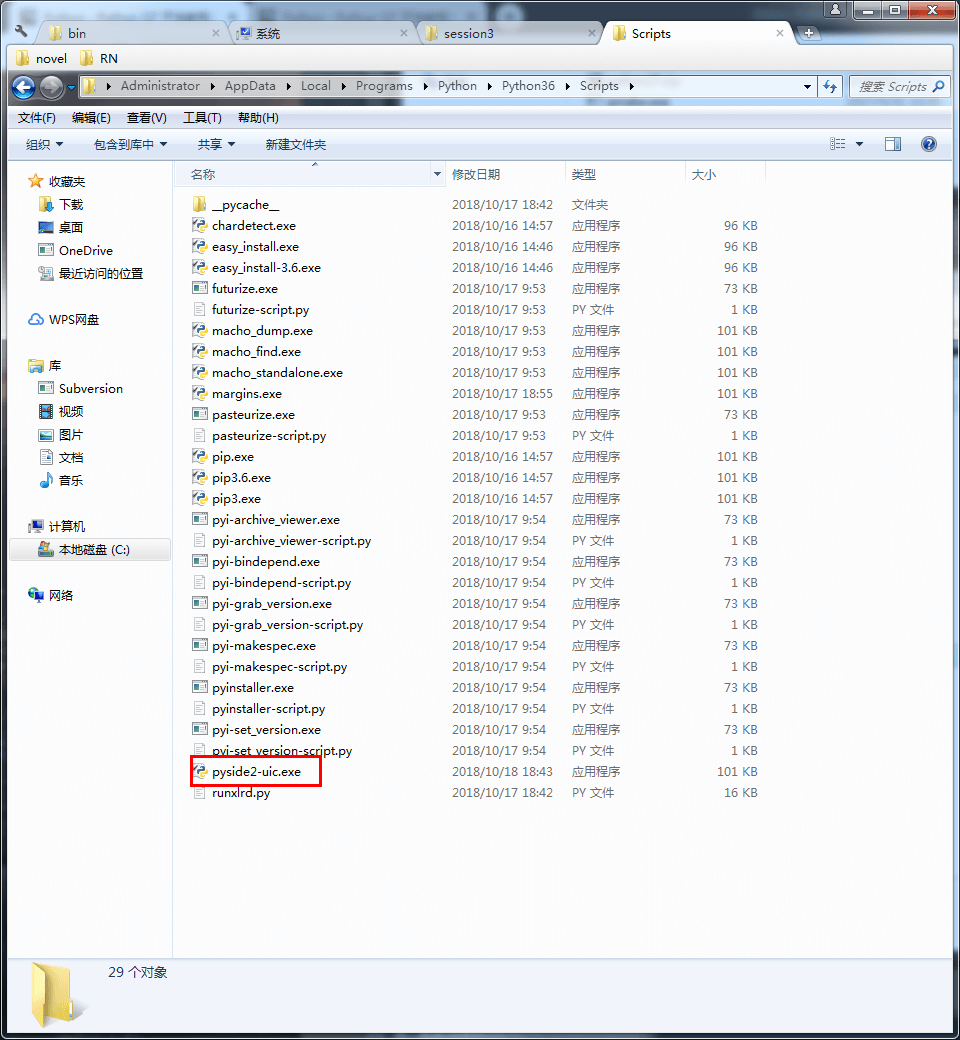 bin 系统 session3 Scripts
novel RN
Administrator AppData Local Programs Python Python36 Scripts 搜索 Scripts
文件(F) 编辑(E) 查看(V) 工具(T) 帮助(H)
组织 包含到库中 共享 新建文件夹
名称 修改日期 类型 大小
收藏夹
下载
桌面
OneDrive
最近访问的位置
WPS网盘
库
Subversion
视频
图片
文档
音乐
计算机
本地磁盘 (C:)
网络
__pycache__ 2018/10/17 18:42 文件夹
chardetect.exe 2018/10/16 14:57 应用程序 96 KB
easy_install.exe 2018/10/16 14:46 应用程序 96 KB
easy_install-3.6.exe 2018/10/16 14:46 应用程序 96 KB
futurize.exe 2018/10/17 9:53 应用程序 73 KB
futurize-script.py 2018/10/17 9:53 PY 文件 1 KB
macho_dump.exe 2018/10/17 9:53 应用程序 101 KB
macho_find.exe 2018/10/17 9:53 应用程序 101 KB
macho_standalone.exe 2018/10/17 9:53 应用程序 101 KB
margins.exe 2018/10/17 18:55 应用程序 101 KB
pasteurize.exe 2018/10/17 9:53 应用程序 73 KB
pasteurize-script.py 2018/10/17 9:53 PY 文件 1 KB
pip.exe 2018/10/16 14:57 应用程序 101 KB
pip3.6.exe 2018/10/16 14:57 应用程序 101 KB
pip3.exe 2018/10/16 14:57 应用程序 101 KB
pyi-archive_viewer.exe 2018/10/17 9:54 应用程序 73 KB
pyi-archive_viewer-script.py 2018/10/17 9:54 PY 文件 1 KB
pyi-bindepend.exe 2018/10/17 9:54 应用程序 73 KB
pyi-bindepend-script.py 2018/10/17 9:54 PY 文件 1 KB
pyi-grab_version.exe 2018/10/17 9:54 应用程序 73 KB
pyi-grab_version-script.py 2018/10/17 9:54 PY 文件 1 KB
pyi-makespec.exe 2018/10/17 9:54 应用程序 73 KB
pyi-makespec-script.py 2018/10/17 9:54 PY 文件 1 KB
pyinstaller.exe 2018/10/17 9:54 应用程序 73 KB
pyinstaller-script.py 2018/10/17 9:54 PY 文件 1 KB
pyi-set_version.exe 2018/10/17 9:54 应用程序 73 KB
pyi-set_version-script.py 2018/10/17 9:54 PY 文件 1 KB
pyside2-uic.exe 2018/10/18 18:43 应用程序 101 KB
runxlrd.py 2018/10/17 18:42 PY 文件 16 KB
29 个对象